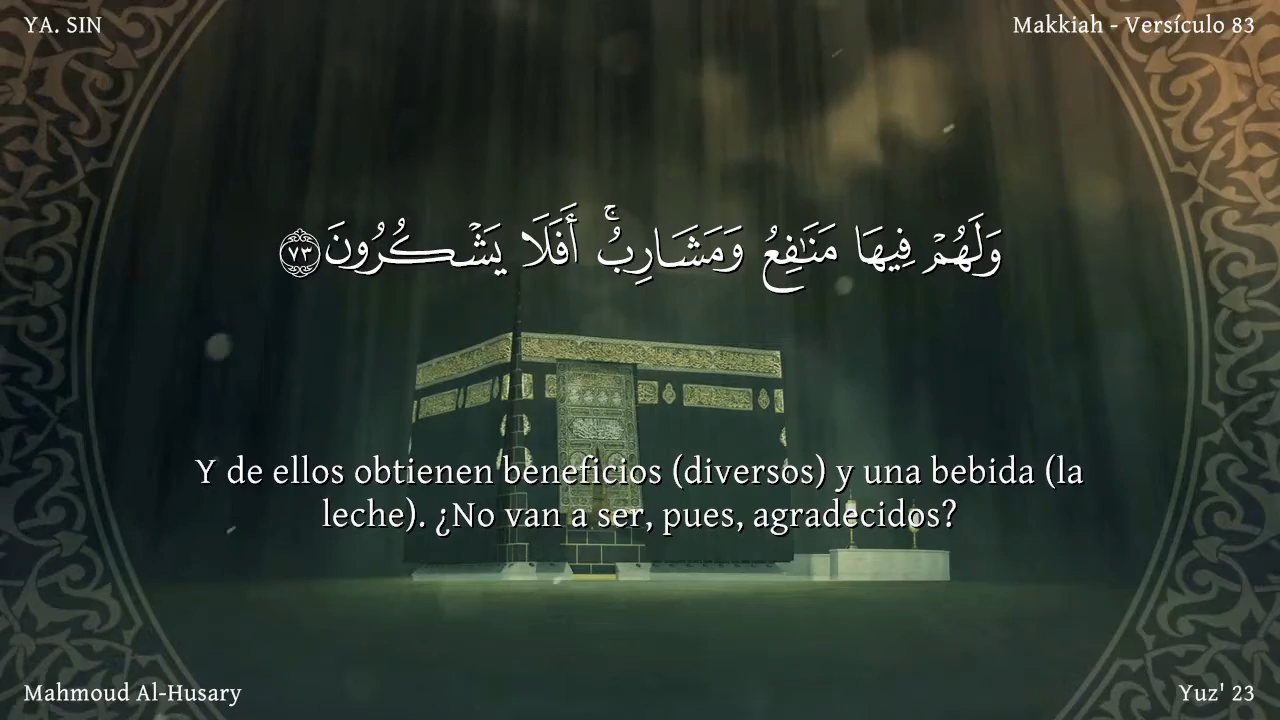 YA. SIN
Makkiah - Versículo 83
وَلَهُمْ فِيهَا مَنَٰفِعُ وَمَشَارِبُ ۚ أَفَلَا يَشْكُرُونَ ٧٣
Y de ellos obtienen beneficios (diversos) y una bebida (la
leche). ¿No van a ser, pues, agradecidos?
Mahmoud Al-Husary
Yuz' 23